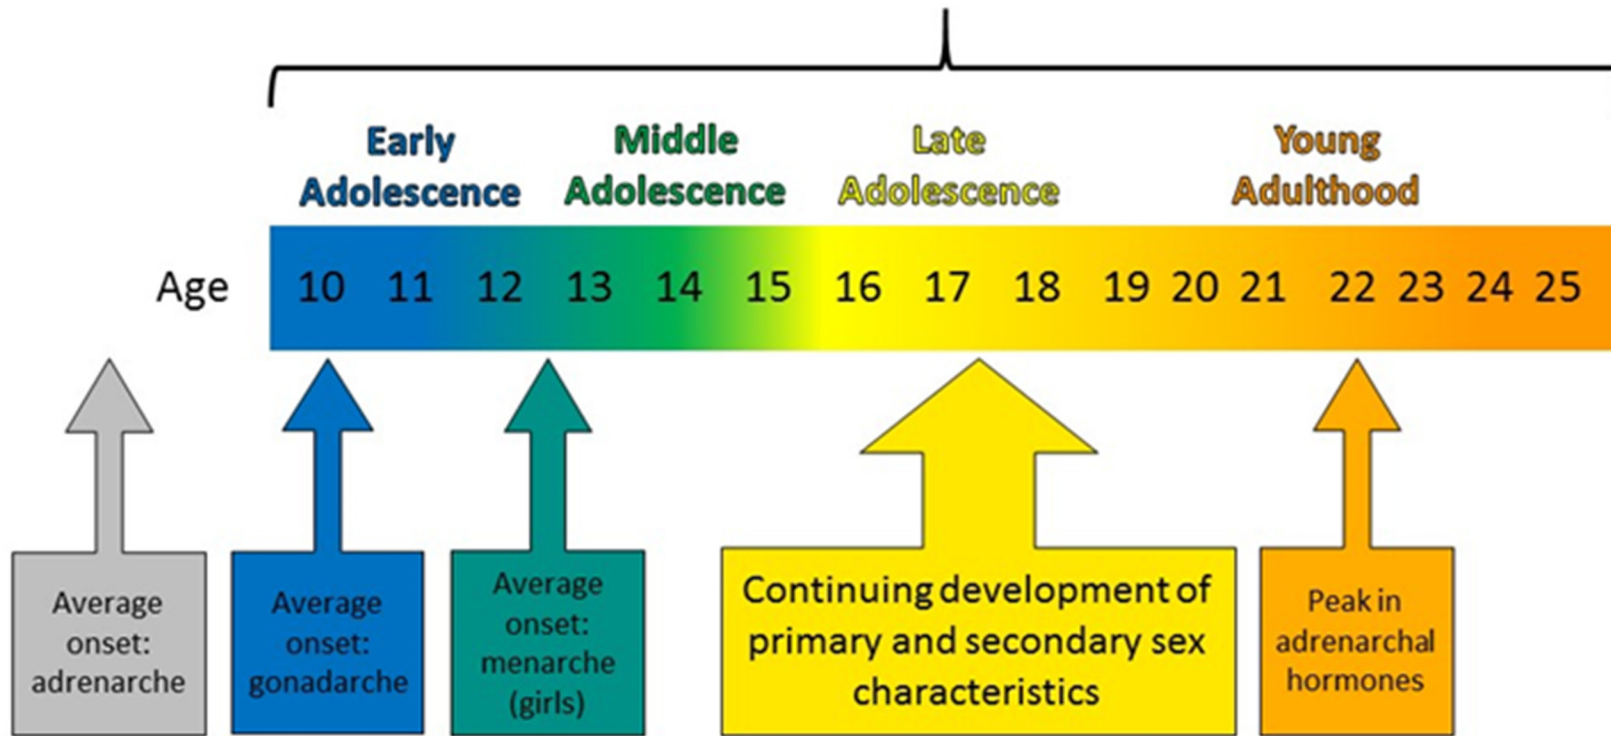 Early
Adolescence
Middle
Adolescence
Late
Adolescence
Young
Adulthood
Age 10 11 12 13 14 15 16 17 18 19 20 21 22 23 24 25
Average
onset:
adrenarche
Average
onset:
gonadarche
Average
onset:
menarche
(girls)
Continuing development of
primary and secondary sex
characteristics
Peak in
adrenarchal
hormones